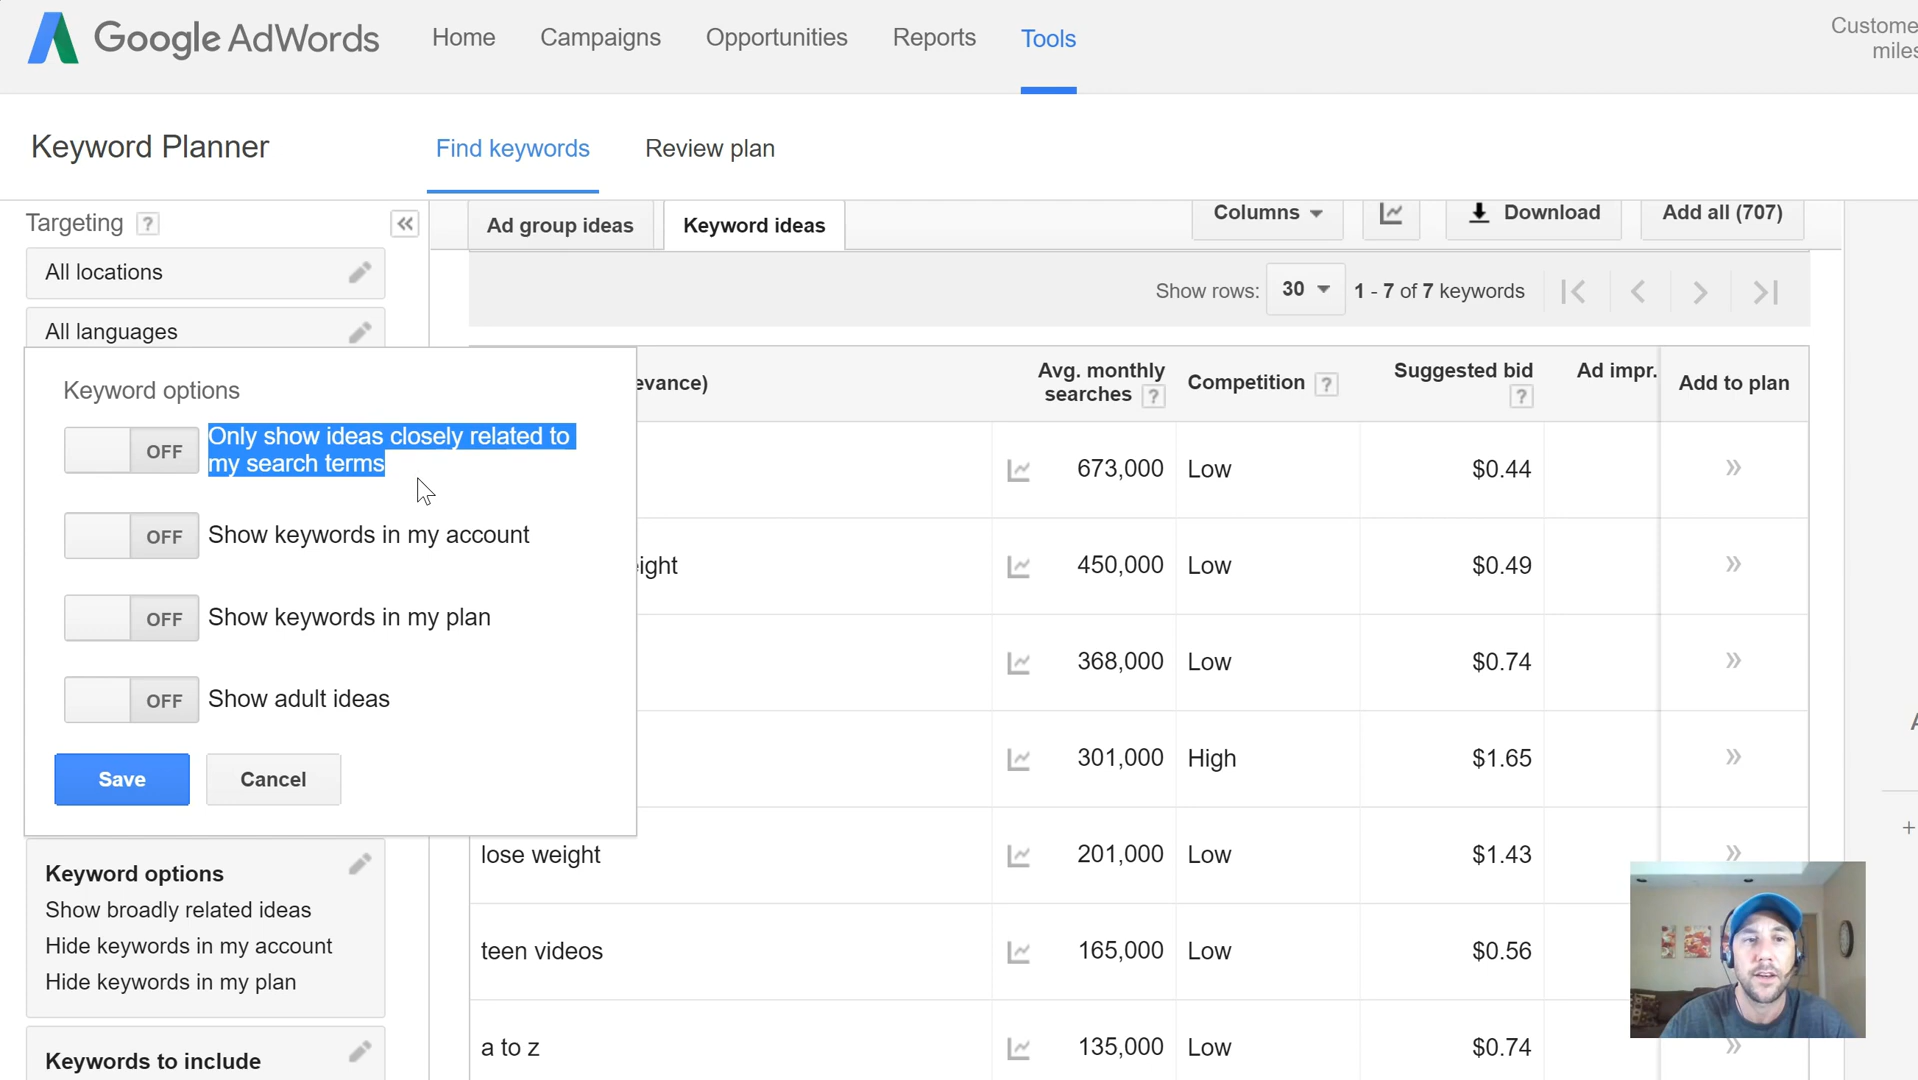 Google AdWords Home Campaigns Opportunities Reports Tools
Custome
miles
Keyword Planner Find keywords Review plan
Targeting ? «
All locations
All languages
Ad group ideas Keyword ideas Columns Download Add all (707)
Show rows: 30 1 - 7 of 7 keywords
Keyword options
OFF Only show ideas closely related to
my search terms
OFF Show keywords in my account
OFF Show keywords in my plan
OFF Show adult ideas
Save Cancel
evance) Avg. monthly
searches ? Competition ? Suggested bid
? Ad impr. Add to plan
673,000 Low $0.44 »
ight 450,000 Low $0.49 »
368,000 Low $0.74 »
301,000 High $1.65 »
lose weight 201,000 Low $1.43 »
teen videos 165,000 Low $0.56
a to z 135,000 Low $0.74 »
Keyword options
Show broadly related ideas
Hide keywords in my account
Hide keywords in my plan
Keywords to include
+